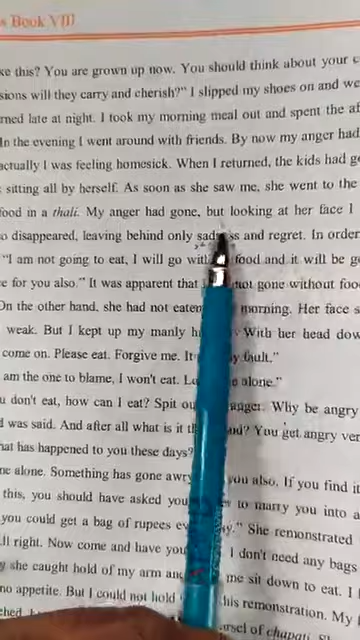 s Book VIII
ke this? You are grown up now. You should think about your c
sions will they carry and cherish?" I slipped my shoes on and we
rned late at night. I took my morning meal out and spent the af
In the evening I went around with friends. By now my anger had
actually I was feeling homesick. When I returned, the kids had g
sitting all by herself. As soon as she saw me, she went to the
food in a thali. My anger had gone, but looking at her face I
o disappeared, leaving behind only sadness and regret. In order
"I am not going to eat, I will go with food and it will be g
e for you also." It was apparent that not gone without foo
On the other hand, she had not eaten morning. Her face s
weak. But I kept up my manly h With her head dow
come on. Please eat. Forgive me. It y fault."
am the one to blame, I won't eat. L e alone."
u don't eat, how can I eat? Spit ou anger. Why be angry
d was said. And after all what is it th nd? You get angry ver
hat has happened to you these days?
ne alone. Something has gone awry you also. If you find it
this, you should have asked you to marry you into a
you could get a bag of rupees ev y." She remonstrated
ll right. Now come and have you I don't need any bags
y she caught hold of my arm an me sit down to eat. I
no appetite. But I could not hold his remonstration. My
ched rsel of chapati su